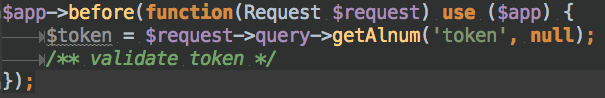 $app->before(function(Request $request) use ($app) {
$token = $request->query->getAlnum('token', null);
/** validate token */
});